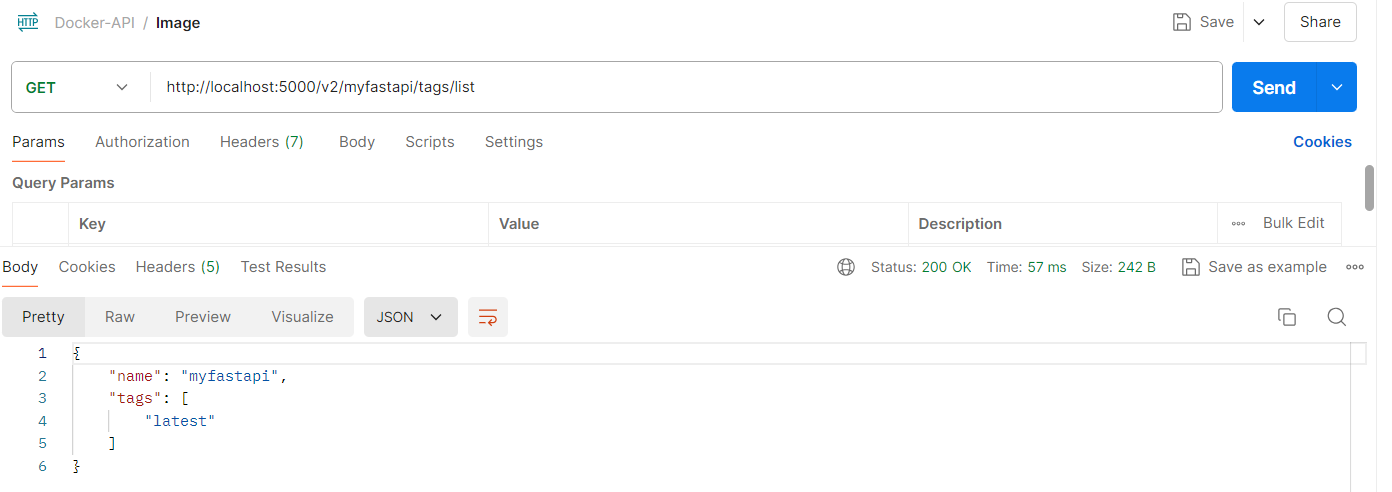 HTTP Docker-API / Image Save Share
GET http://localhost:5000/v2/myfastapi/tags/list Send
Params Authorization Headers (7) Body Scripts Settings Cookies
Query Params
Key Value Description Bulk Edit
Body Cookies Headers (5) Test Results Status: 200 OK Time: 57 ms Size: 242 B Save as example
Pretty Raw Preview Visualize JSON
1 {
2 "name": "myfastapi",
3 "tags": [
4 "latest"
5 ]
6 }